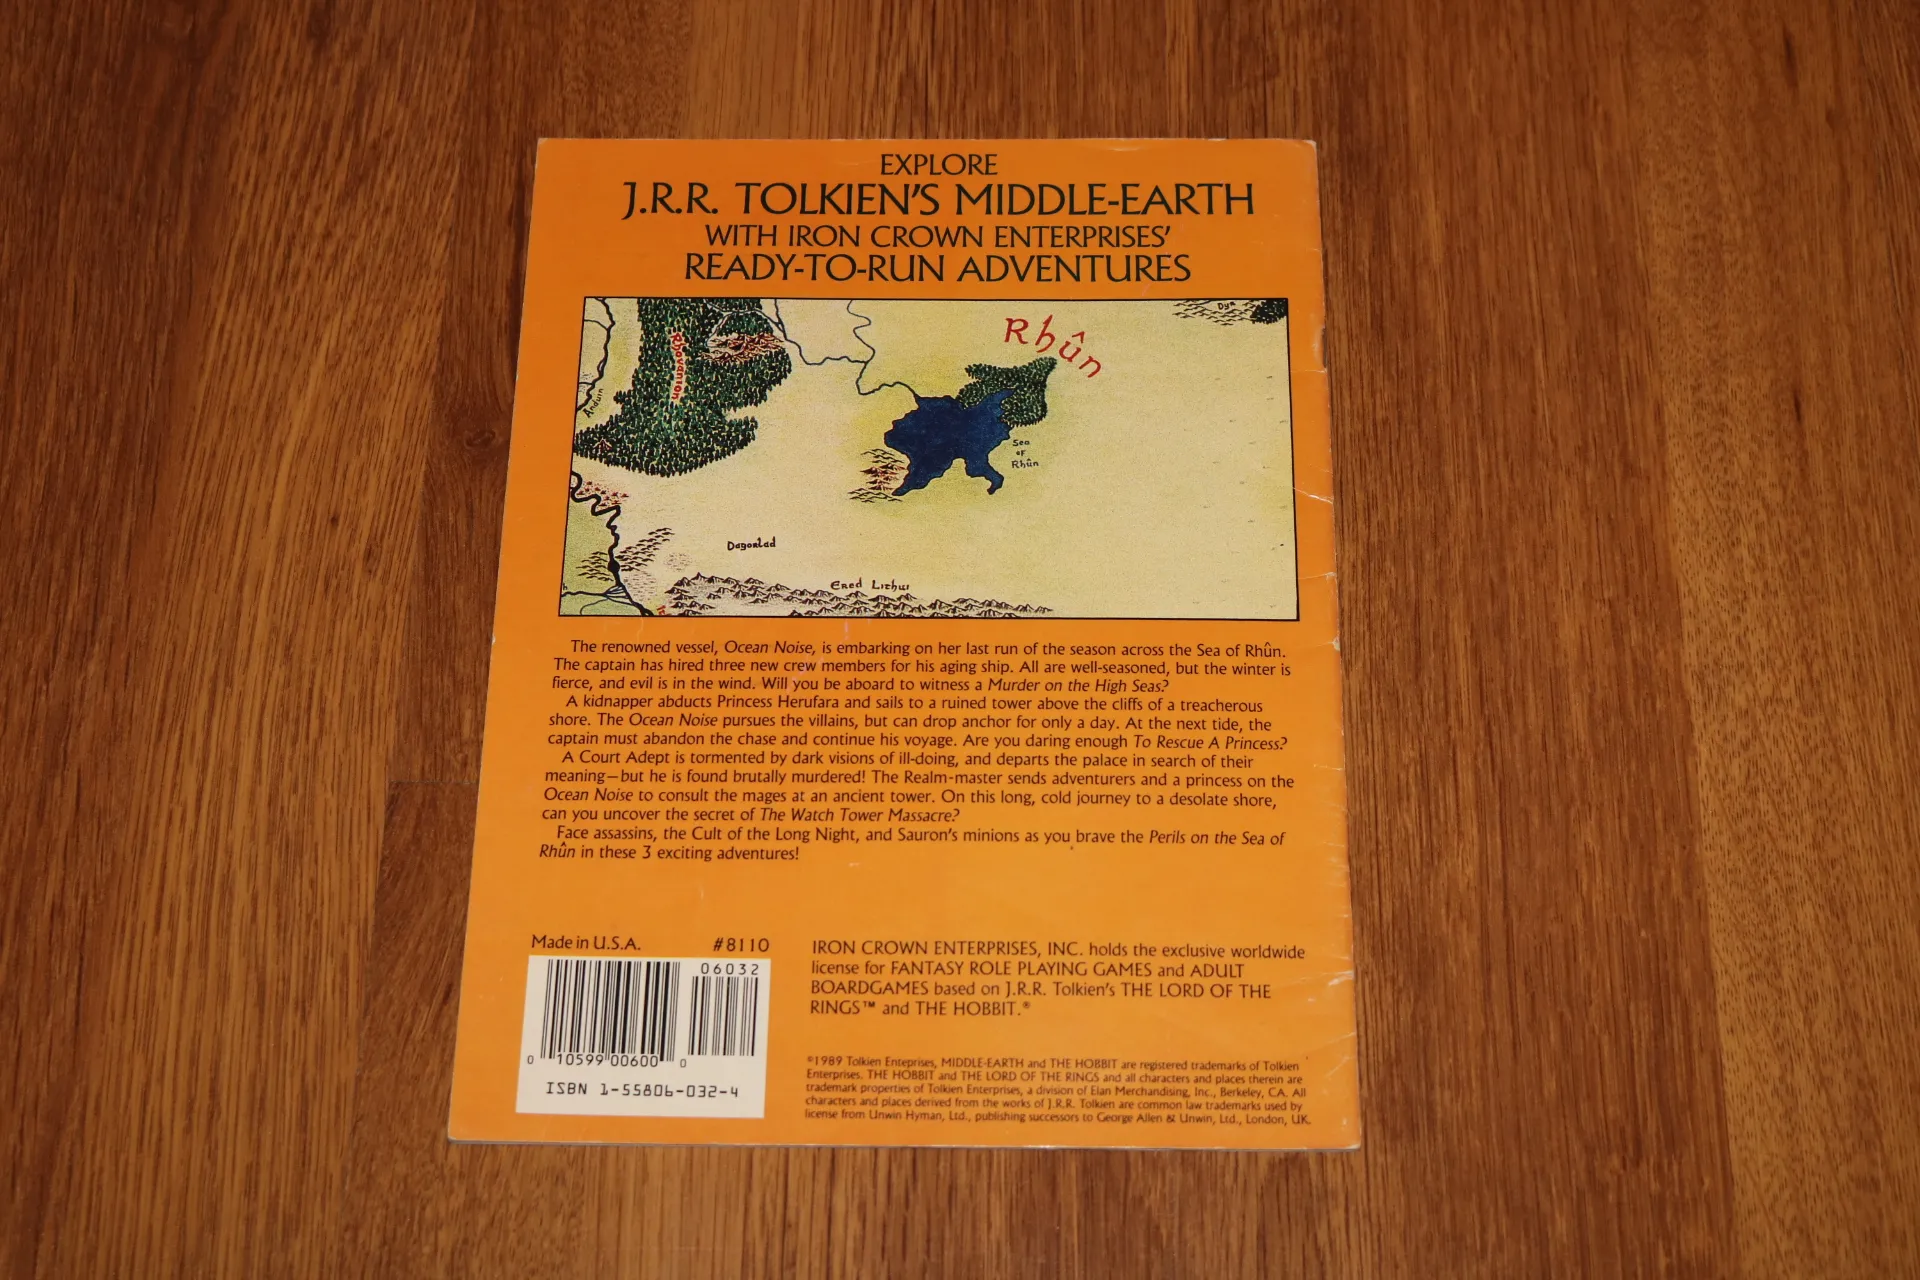 EXPLORE
J.R.R. TOLKIEN'S MIDDLE-EARTH
WITH IRON CROWN ENTERPRISES'
READY-TO-RUN ADVENTURES
Dyr
Rhûn
Rhovanion
Anduin
Sea
of
Rhûn
Dagorlad
Ered Lithui
The renowned vessel, Ocean Noise, is embarking on her last run of the season across the Sea of Rhûn.
The captain has hired three new crew members for his aging ship. All are well-seasoned, but the winter is
fierce, and evil is in the wind. Will you be aboard to witness a Murder on the High Seas?
A kidnapper abducts Princess Herufara and sails to a ruined tower above the cliffs of a treacherous
shore. The Ocean Noise pursues the villains, but can drop anchor for only a day. At the next tide, the
captain must abandon the chase and continue his voyage. Are you daring enough To Rescue A Princess?
A Court Adept is tormented by dark visions of ill-doing, and departs the palace in search of their
meaning—but he is found brutally murdered! The Realm-master sends adventurers and a princess on the
Ocean Noise to consult the mages at an ancient tower. On this long, cold journey to a desolate shore,
can you uncover the secret of The Watch Tower Massacre?
Face assassins, the Cult of the Long Night, and Sauron's minions as you brave the Perils on the Sea of
Rhûn in these 3 exciting adventures!
Made in U.S.A. #8110
06032
0 10599 00600 0
ISBN 1-55806-032-4
IRON CROWN ENTERPRISES, INC. holds the exclusive worldwide
license for FANTASY ROLE PLAYING GAMES and ADULT
BOARDGAMES based on J.R.R. Tolkien's THE LORD OF THE
RINGS™ and THE HOBBIT.®
©1989 Tolkien Enteprises, MIDDLE-EARTH and THE HOBBIT are registered trademarks of Tolkien
Enterprises. THE HOBBIT and THE LORD OF THE RINGS and all characters and places therein are
trademark properties of Tolkien Enterprises, a division of Elan Merchandising, Inc., Berkeley, CA. All
characters and places derived from the works of J.R.R. Tolkien are common law trademarks used by
license from Unwin Hyman, Ltd., publishing successors to George Allen & Unwin, Ltd., London, UK.